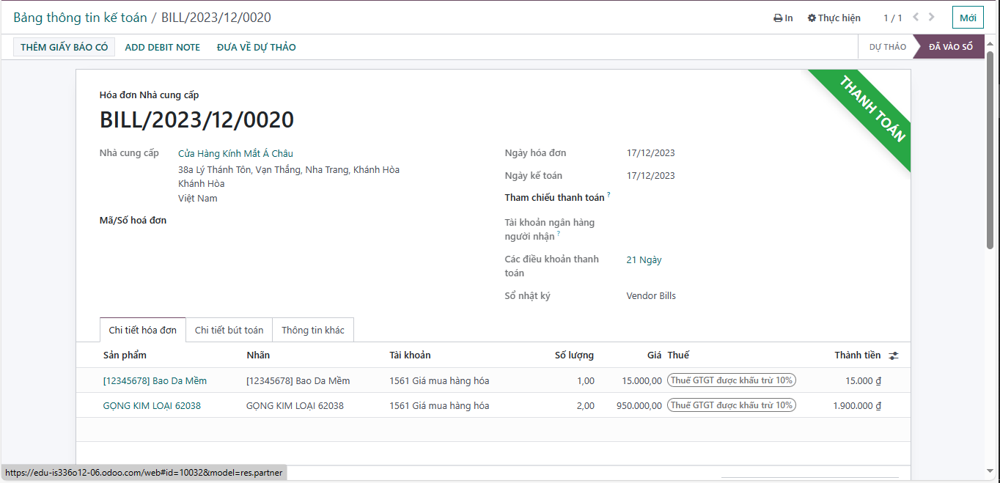 Bảng thông tin kế toán / BILL/2023/12/0020
In Thực hiện 1 / 1 Mới
THÊM GIẤY BÁO CÓ ADD DEBIT NOTE ĐƯA VỀ DỰ THẢO
DỰ THẢO ĐÃ VÀO SỔ
THANH TOÁN
Hóa đơn Nhà cung cấp
BILL/2023/12/0020
Nhà cung cấp Cửa Hàng Kính Mắt Á Châu
38a Lý Thánh Tôn, Vạn Thắng, Nha Trang, Khánh Hòa
Khánh Hòa
Việt Nam
Mã/Số hoá đơn
Ngày hóa đơn 17/12/2023
Ngày kế toán 17/12/2023
Tham chiếu thanh toán ?
Tài khoản ngân hàng
người nhận ?
Các điều khoản thanh 21 Ngày
toán
Sổ nhật ký Vendor Bills
Chi tiết hóa đơn Chi tiết bút toán Thông tin khác
Sản phẩm Nhãn Tài khoản Số lượng Giá Thuế Thành tiền
[12345678] Bao Da Mềm [12345678] Bao Da Mềm 1561 Giá mua hàng hóa 1,00 15.000,00 Thuế GTGT được khấu trừ 10% 15.000 ₫
GỌNG KIM LOẠI 62038 GỌNG KIM LOẠI 62038 1561 Giá mua hàng hóa 2,00 950.000,00 Thuế GTGT được khấu trừ 10% 1.900.000 ₫
https://edu-is336o12-06.odoo.com/web#id=10032&model=res.partner